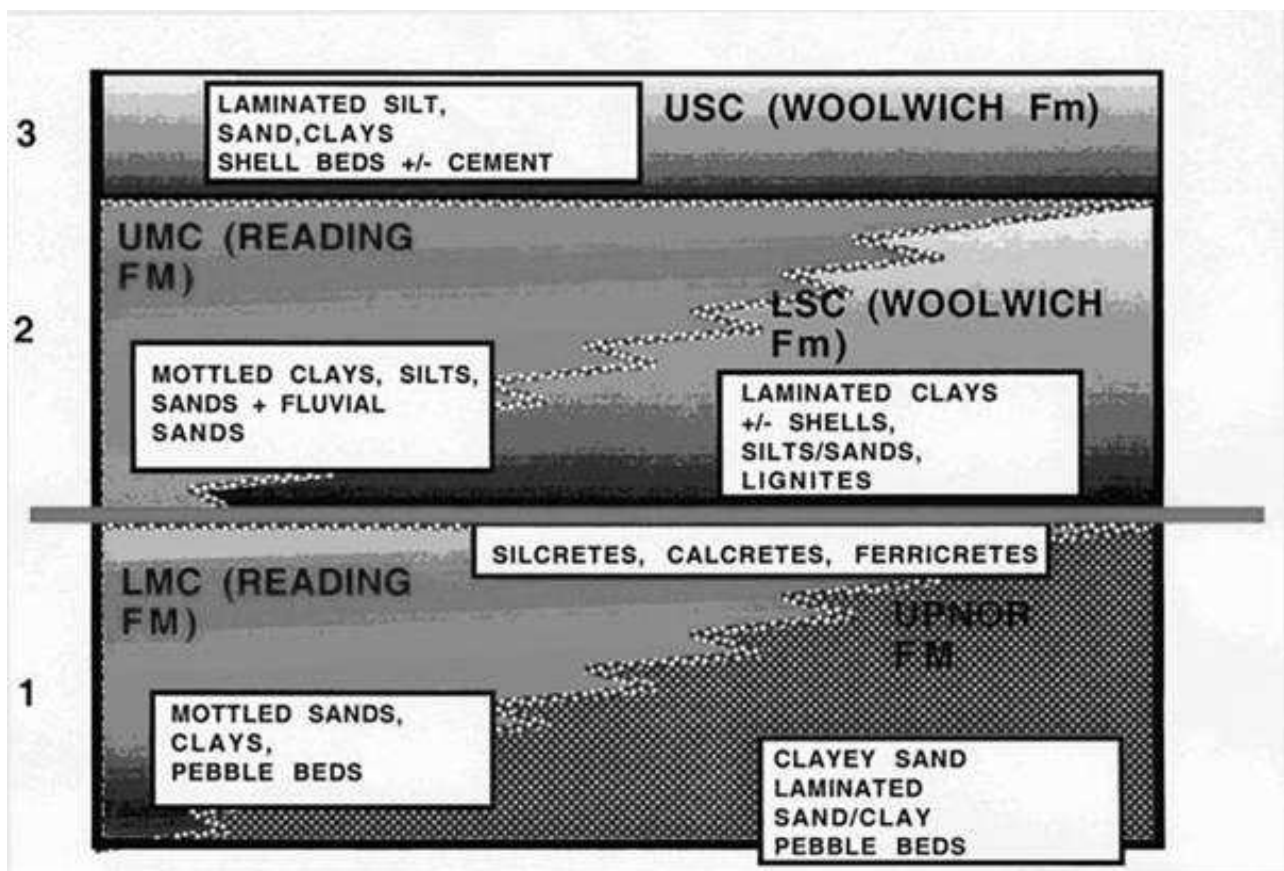 3
LAMINATED SILT,
SAND,CLAYS
SHELL BEDS +/- CEMENT
USC (WOOLWICH Fm)
UMC (READING
FM)
2
LSC (WOOLWICH
Fm)
MOTTLED CLAYS, SILTS,
SANDS + FLUVIAL
SANDS
LAMINATED CLAYS
+/- SHELLS,
SILTS/SANDS,
LIGNITES
SILCRETES, CALCRETES, FERRICRETES
LMC (READING
FM)
UPNOR
FM
1
MOTTLED SANDS,
CLAYS,
PEBBLE BEDS
CLAYEY SAND
LAMINATED
SAND/CLAY
PEBBLE BEDS